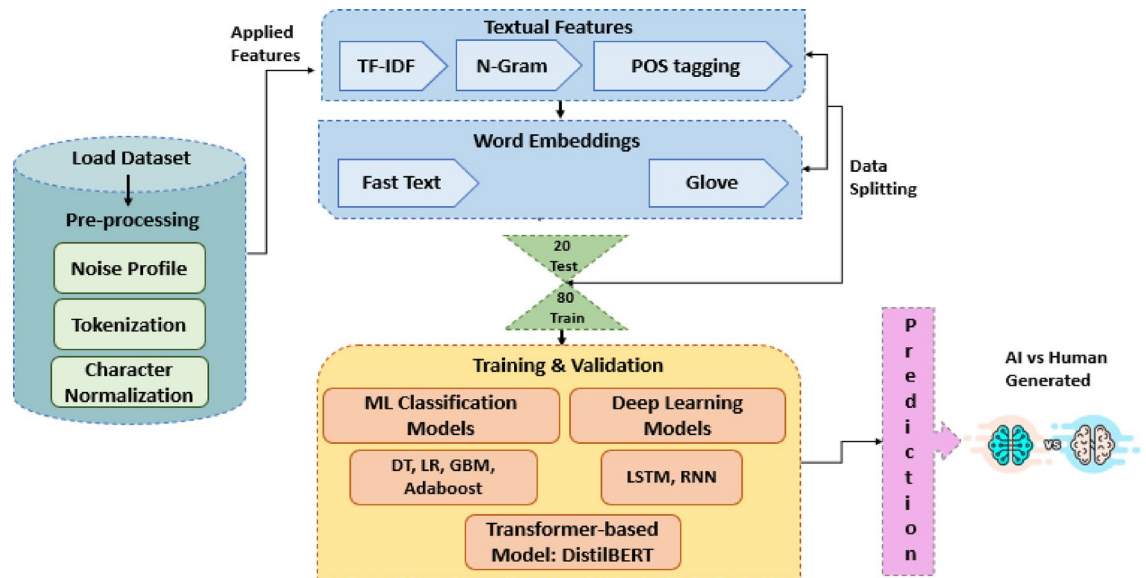 Applied
Features
Textual Features
TF-IDF
N-Gram
POS tagging
Word Embeddings
Fast Text
Glove
Data
Splitting
Load Dataset
Pre-processing
Noise Profile
Tokenization
Character
Normalization
20
Test
80
Train
Training & Validation
ML Classification
Models
Deep Learning
Models
DT, LR, GBM,
Adaboost
LSTM, RNN
Transformer-based
Model: DistilBERT
Prediction
AI vs Human
Generated
vs